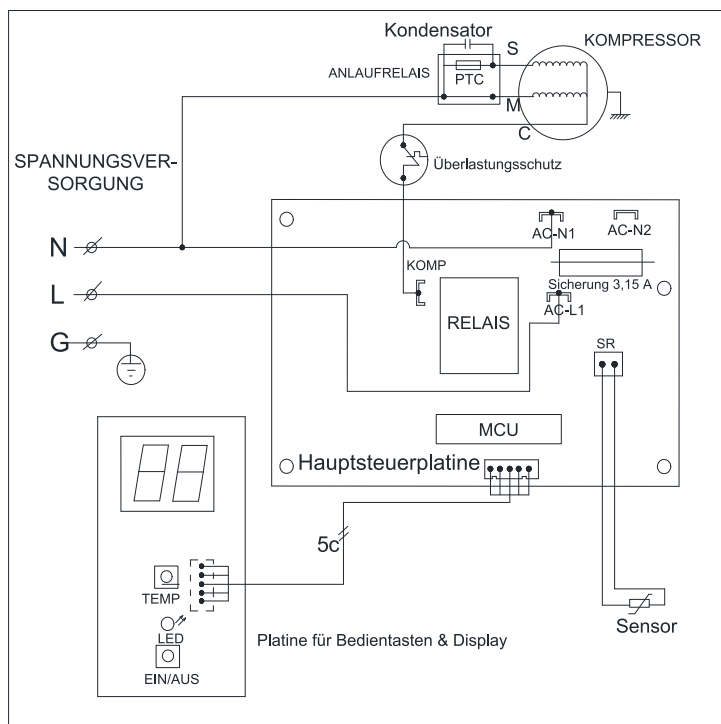 Kondensator
S
KOMPRESSOR
ANLAUFRELAIS
PTC
M
C
Überlastungsschutz
SPANNUNGSVER-
SORGUNG
N
L
G
AC-N1
AC-N2
KOMP
Sicherung 3,15 A
AC-L1
RELAIS
SR
MCU
Hauptsteuerplatine
5c
TEMP
LED
EIN/AUS
Platine für Bedientasten & Display
Sensor